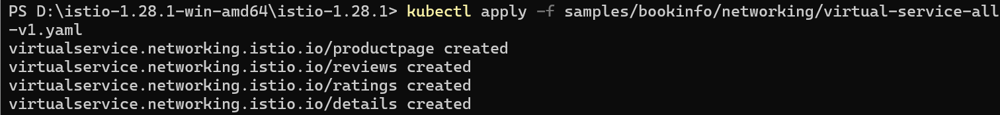 PS D:\istio-1.28.1-win-amd64\istio-1.28.1> kubectl apply -f samples/bookinfo/networking/virtual-service-all
-v1.yaml
virtualservice.networking.istio.io/productpage created
virtualservice.networking.istio.io/reviews created
virtualservice.networking.istio.io/ratings created
virtualservice.networking.istio.io/details created